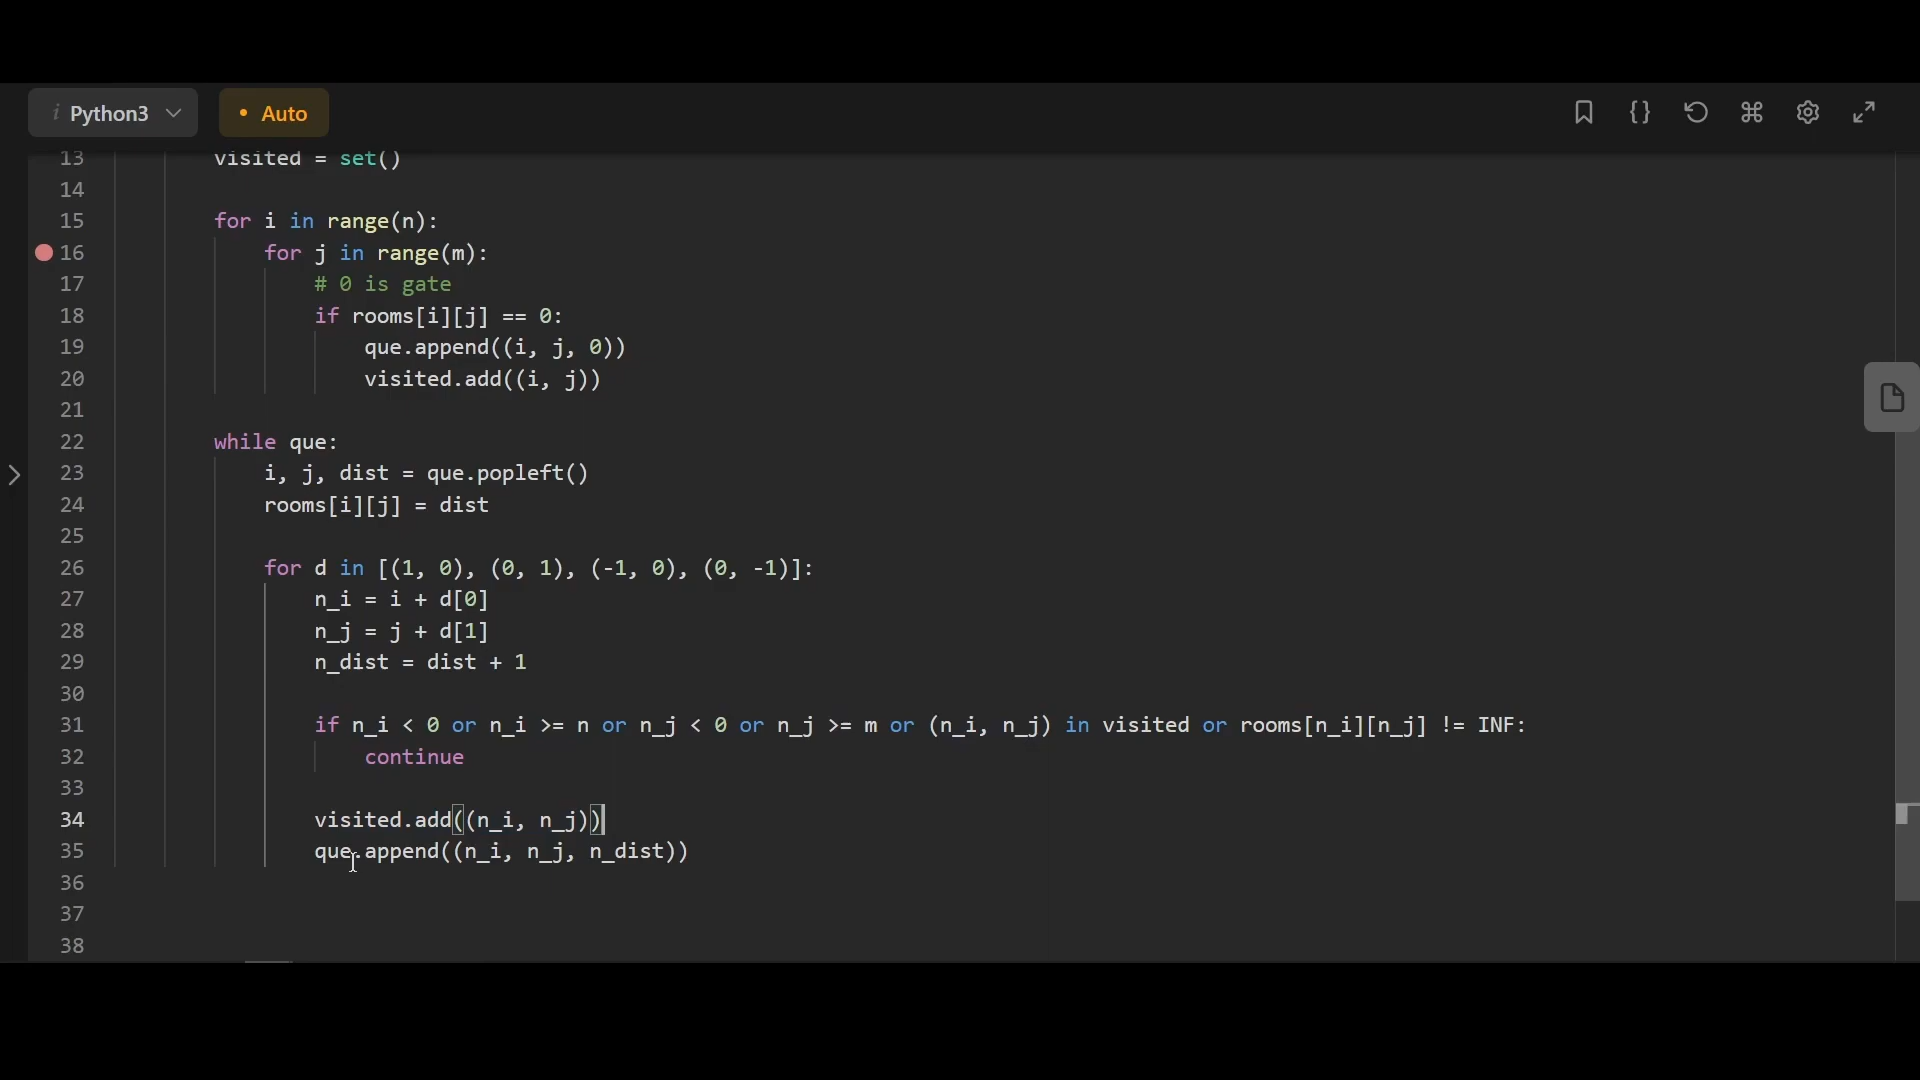 i Python3 • Auto {}
13 visited = set()
14
15 for i in range(n):
16 for j in range(m):
17 # 0 is gate
18 if rooms[i][j] == 0:
19 que.append((i, j, 0))
20 visited.add((i, j))
21
22 while que:
23 i, j, dist = que.popleft()
24 rooms[i][j] = dist
25
26 for d in [(1, 0), (0, 1), (-1, 0), (0, -1)]:
27 n_i = i + d[0]
28 n_j = j + d[1]
29 n_dist = dist + 1
30
31 if n_i < 0 or n_i >= n or n_j < 0 or n_j >= m or (n_i, n_j) in visited or rooms[n_i][n_j] != INF:
32 continue
33
34 visited.add((n_i, n_j))
35 que.append((n_i, n_j, n_dist))
36
37
38